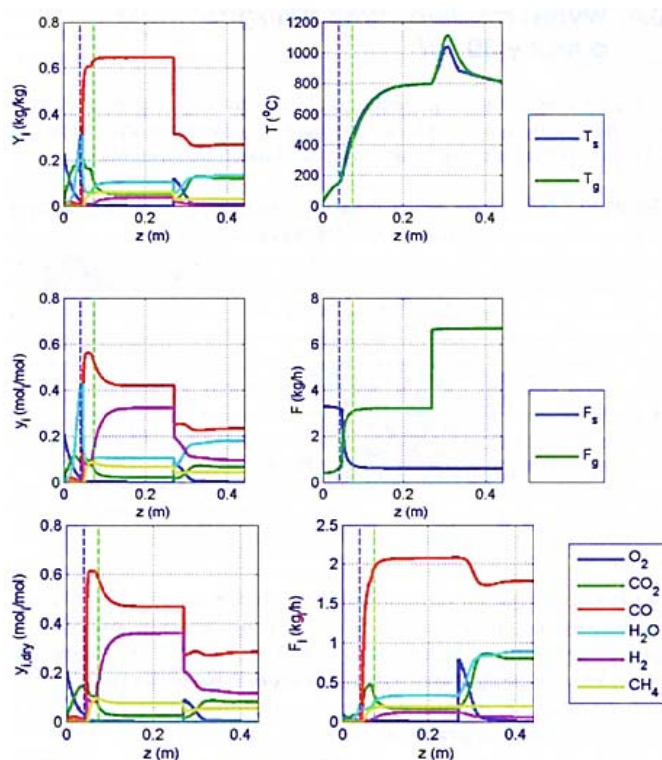 Y_i (kg_i/kg)
0.8
0.6
0.4
0.2
0
0 0.2 0.4
z (m)
T (°C)
1200
1000
800
600
400
200
0
0 0.2 0.4
z (m)
T_s
T_g
y_i (mol_i/mol)
0.8
0.6
0.4
0.2
0
0 0.2 0.4
z (m)
F (kg/h)
8
6
4
2
0
0 0.2 0.4
z (m)
F_s
F_g
y_i,dry (mol_i/mol)
0.8
0.6
0.4
0.2
0
0 0.2 0.4
z (m)
F_i (kg_i/h)
2.5
2
1.5
1
0.5
0
0 0.2 0.4
z (m)
O_2
CO_2
CO
H_2O
H_2
CH_4